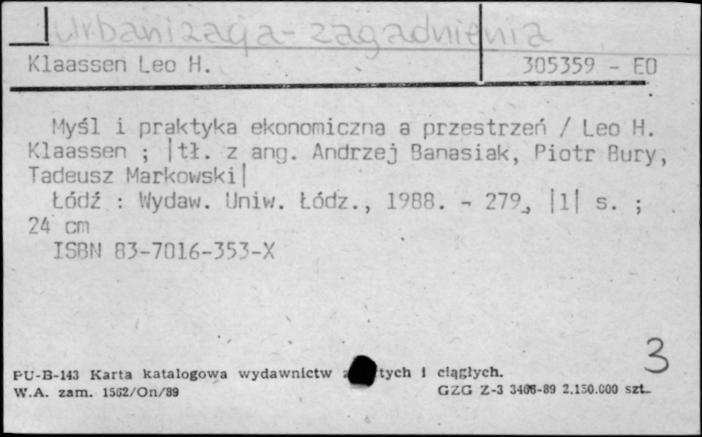 Urbanizacja - zagadnienia
Klaassen Leo H. 305359 - EO
Myśl i praktyka ekonomiczna a przestrzeń / Leo H.
Klaassen ; |tł. z ang. Andrzej Banasiak, Piotr Bury,
Tadeusz Markowski|
Łódź : Wydaw. Uniw. Łódz., 1988. - 279, |1| s. ;
24 cm
ISBN 83-7016-353-X
3
PU-B-143 Karta katalogowa wydawnictw tych i ciągłych.
W.A. zam. 1562/On/89 GZG Z-3 3406-89 2.150.000 szt.